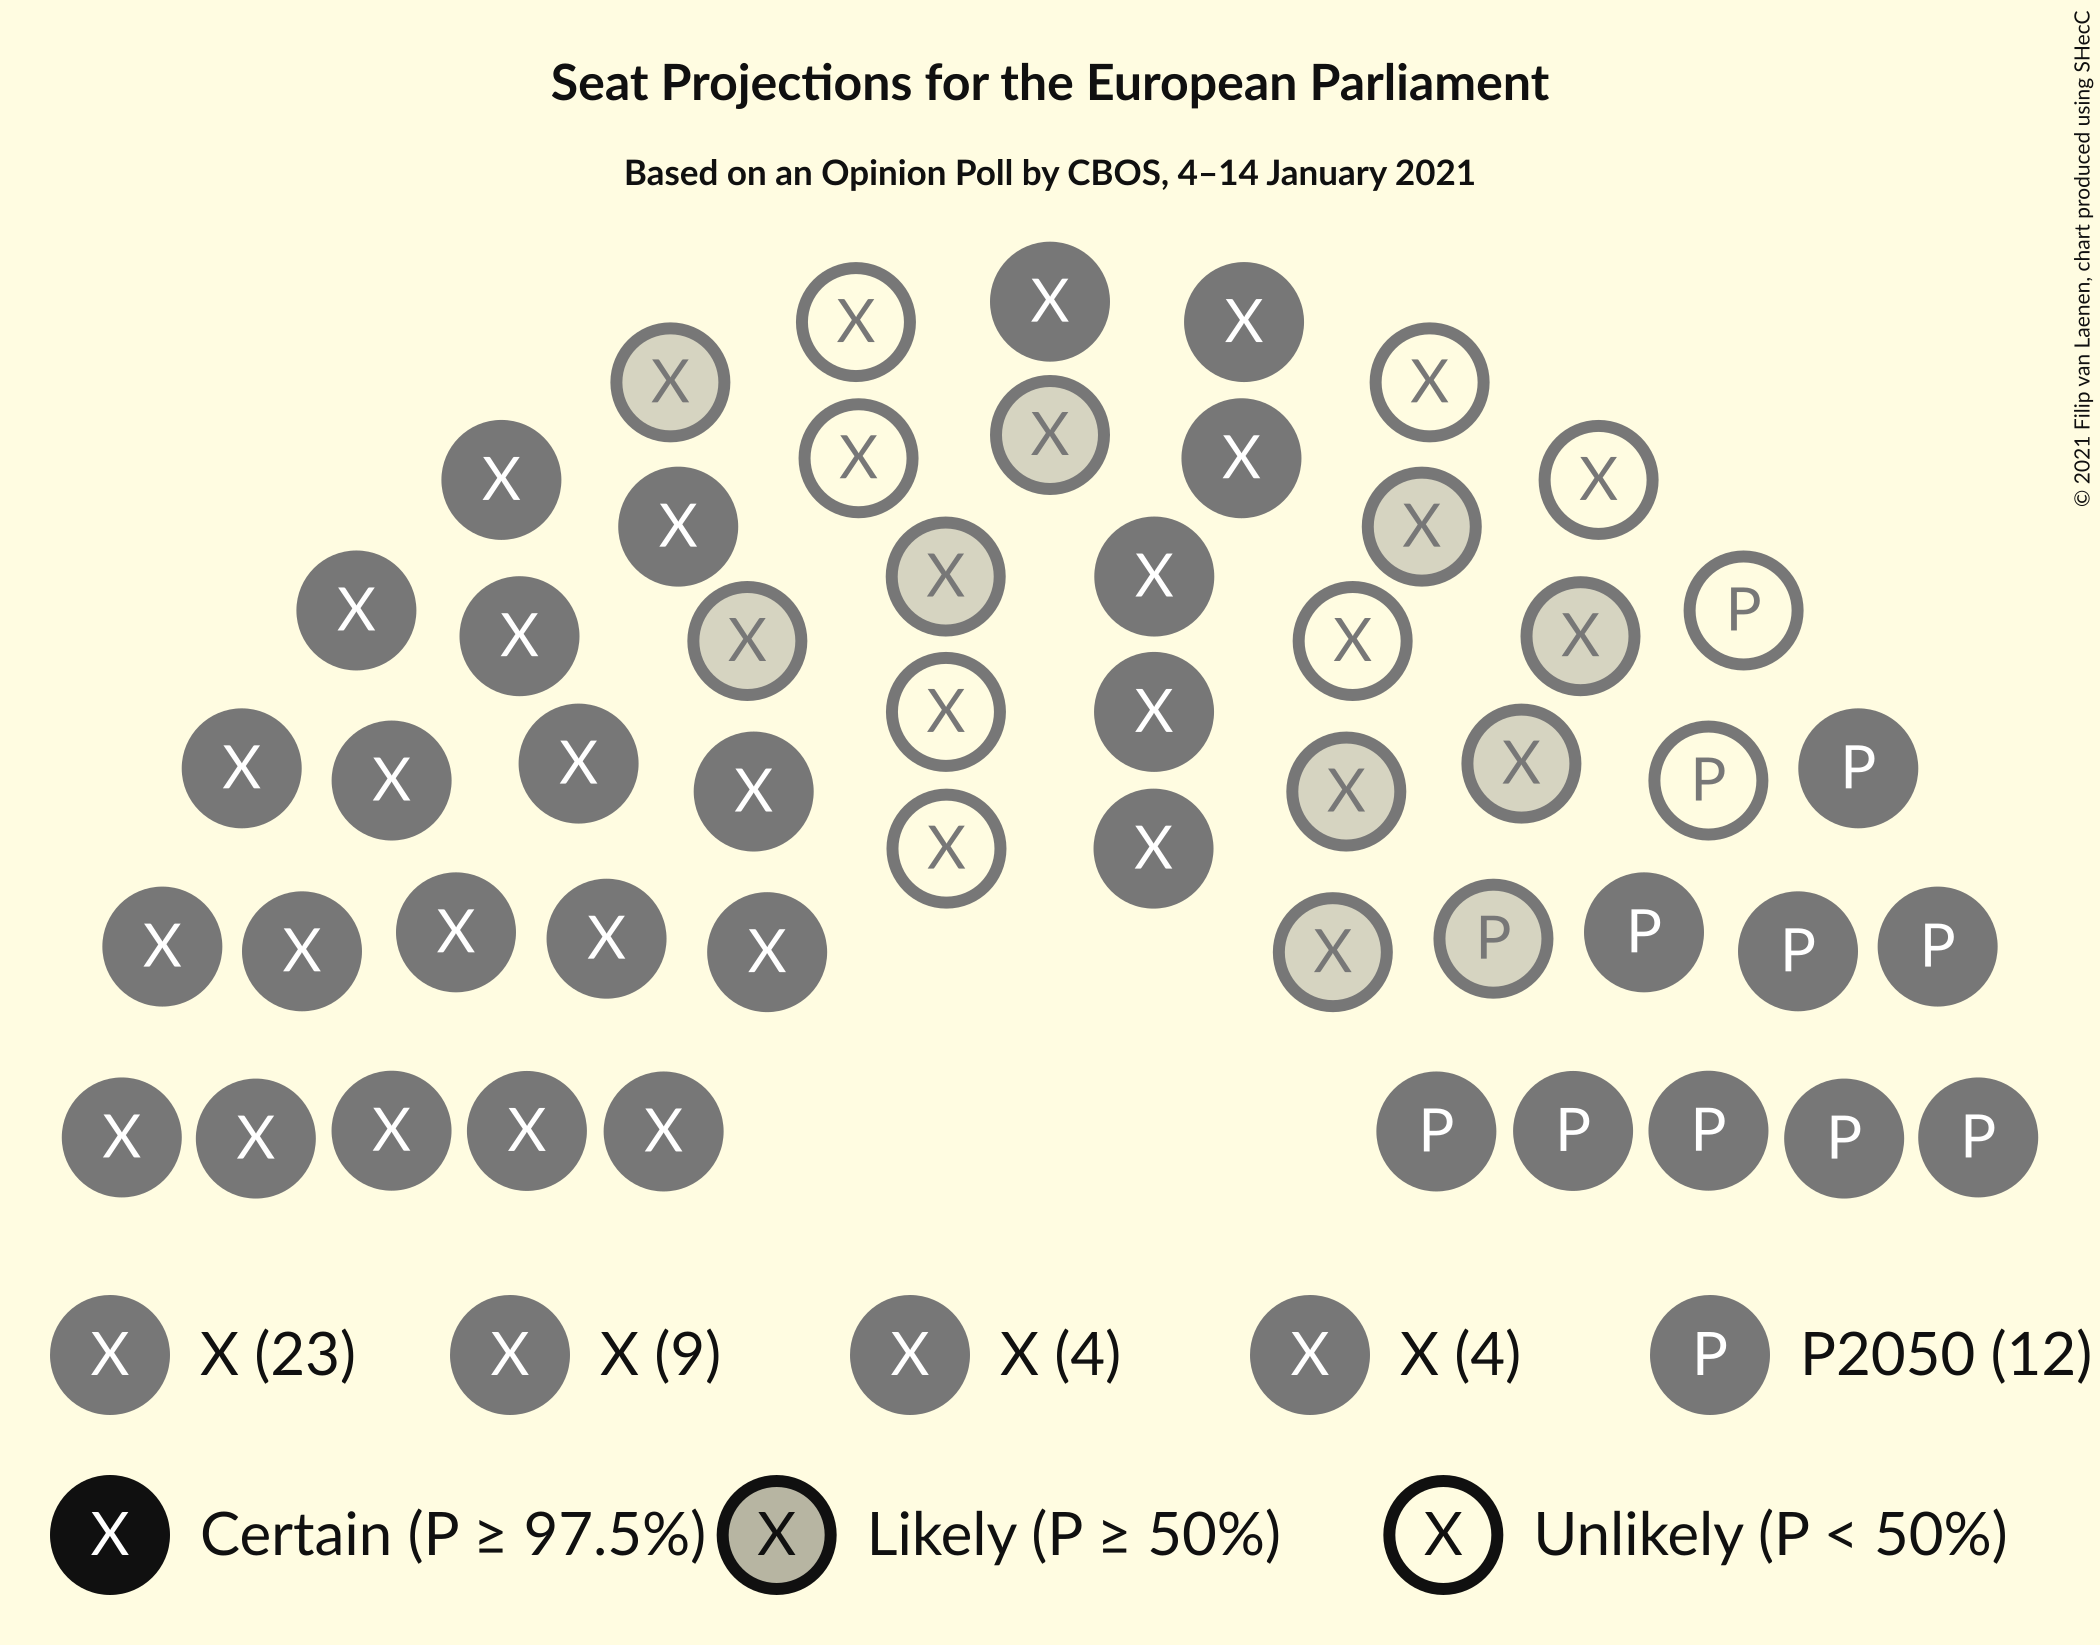 Seat Projections for the European Parliament
Based on an Opinion Poll by CBOS, 4–14 January 2021
© 2021 Filip van Laenen, chart produced using SHecC
X
X X
X X
X
X X
X X
X X
X X
X X
X P
X X X X
X X
X X
X X P
X X X X
X X
X P
X X X X X
X P P P P
X X X X X P P P P P
X X (23) X X (9) X X (4) X X (4) P P2050 (12)
X Certain (P ≥ 97.5%) X Likely (P ≥ 50%) X Unlikely (P < 50%)